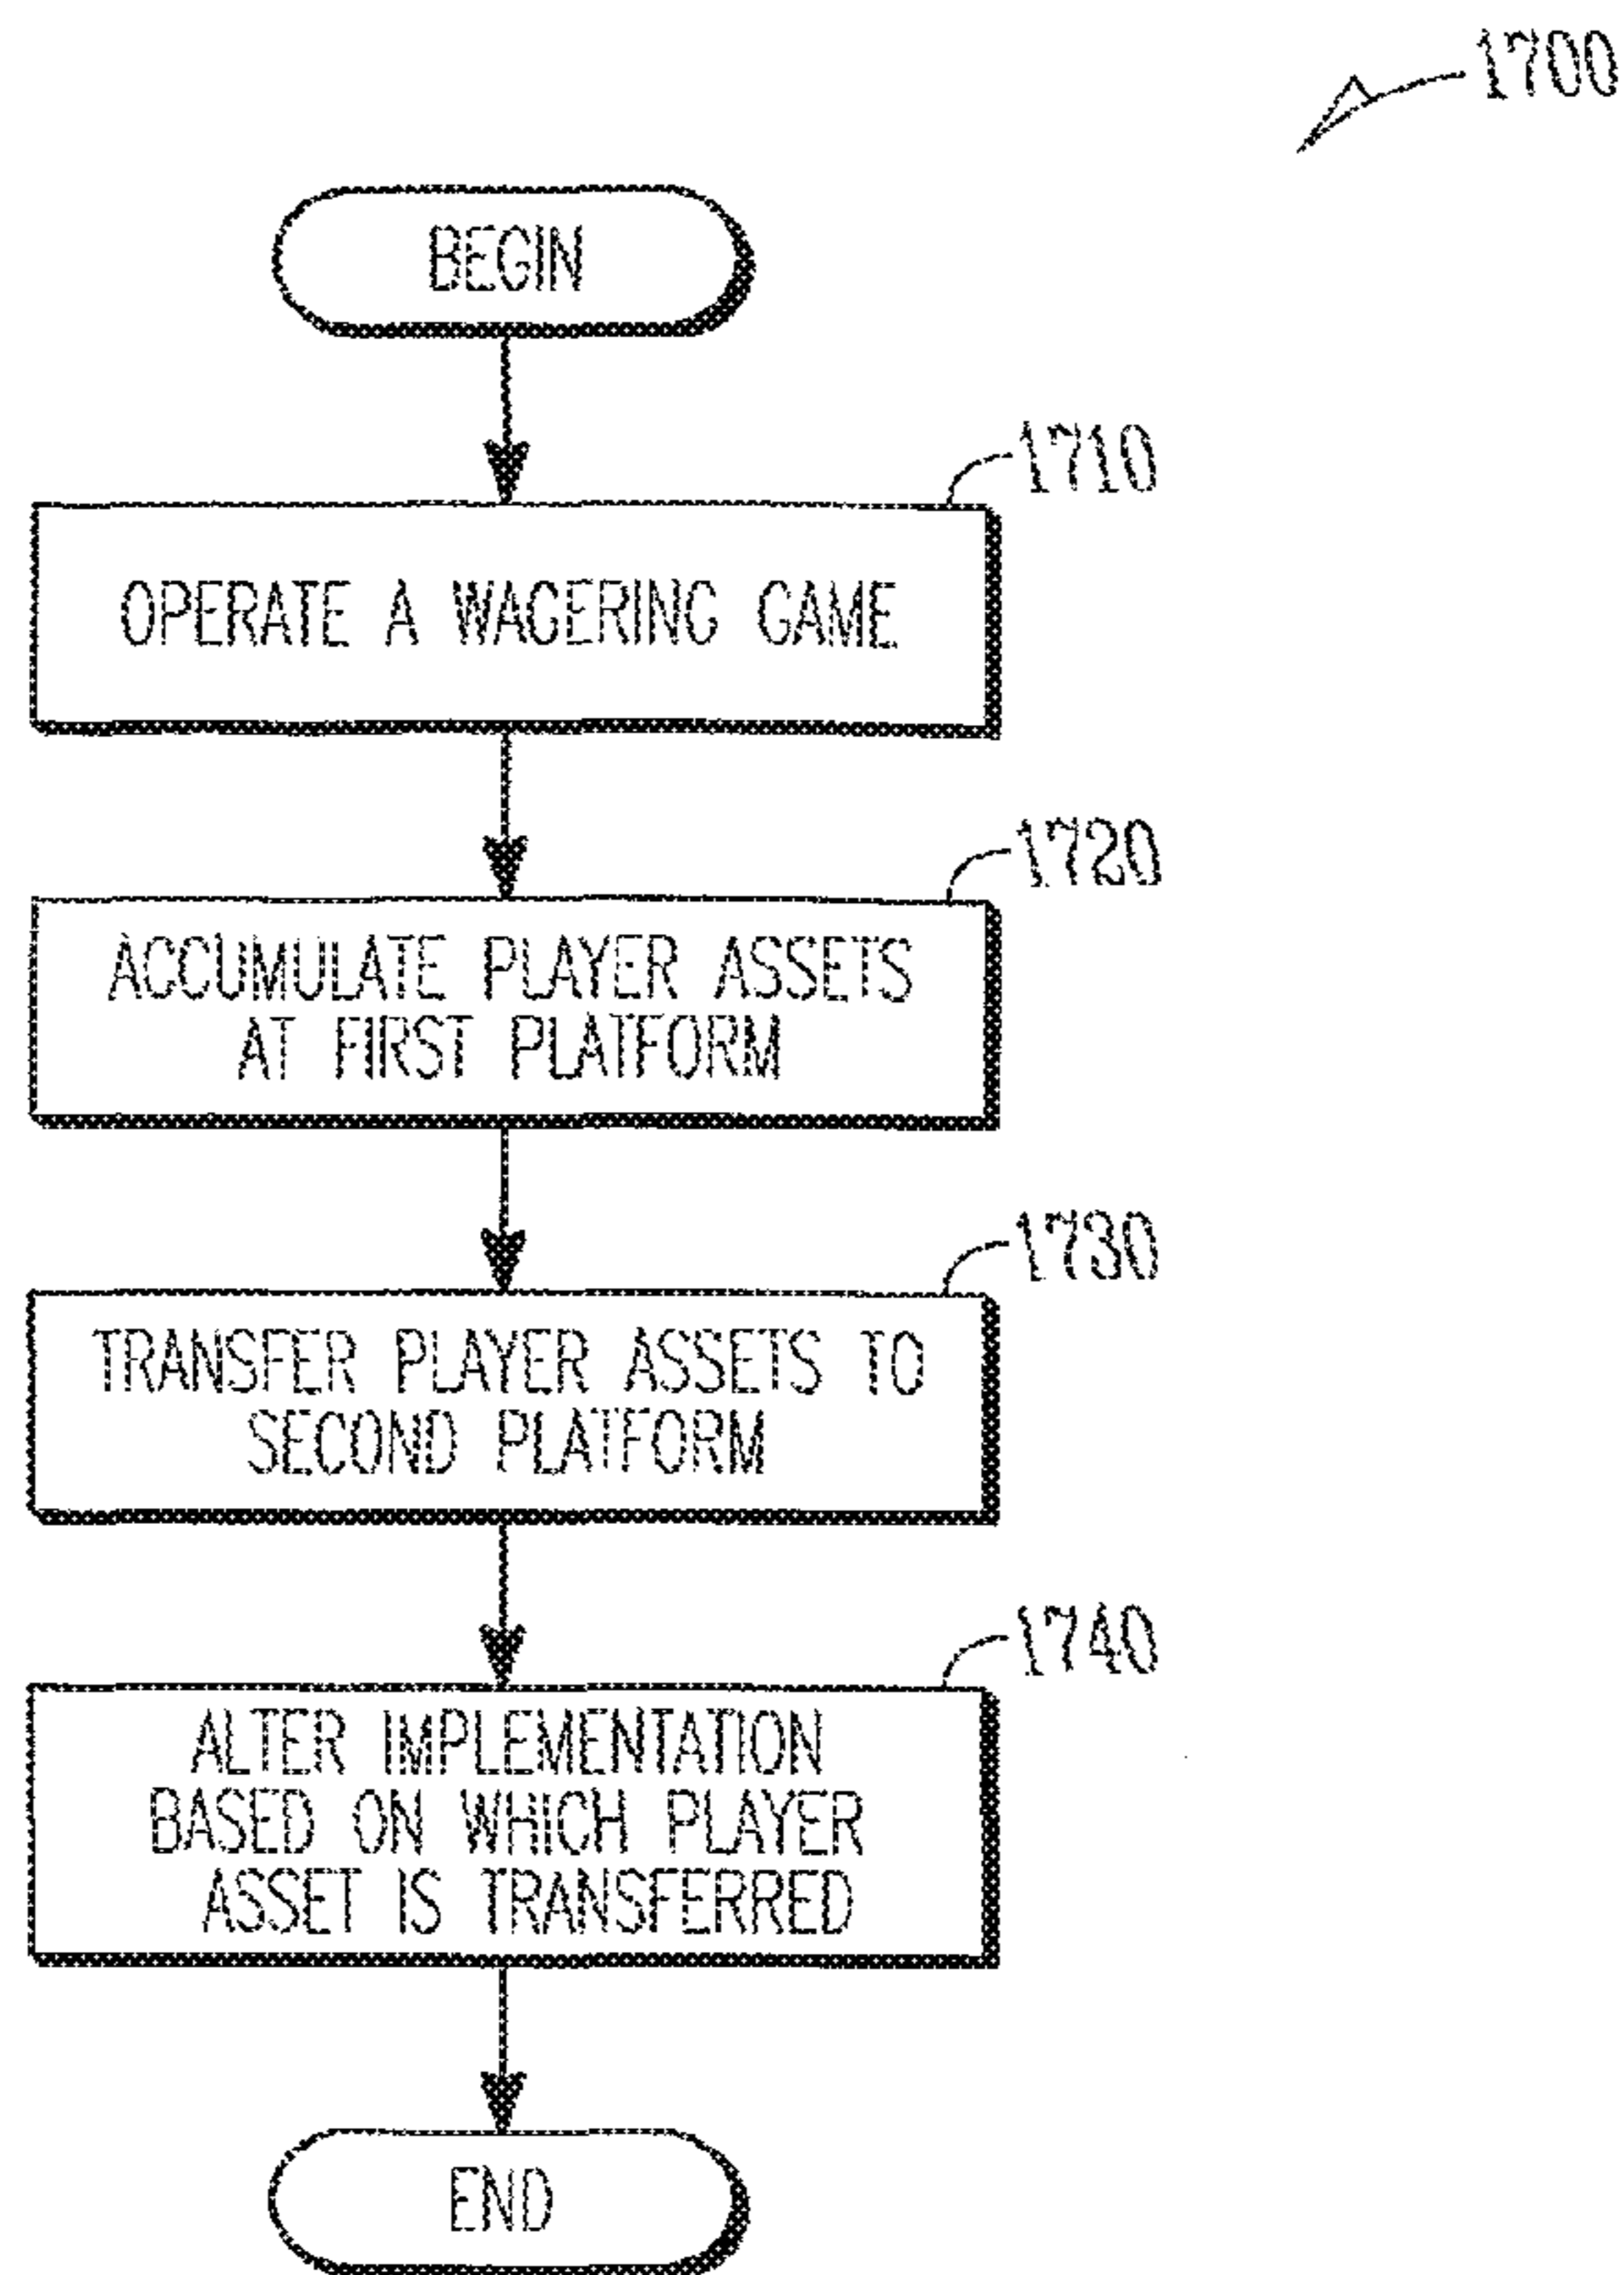 1700
BEGIN
1710
OPERATE A WAGERING GAME
1720
ACCUMULATE PLAYER ASSETS
AT FIRST PLATFORM
1730
TRANSFER PLAYER ASSETS TO
SECOND PLATFORM
1740
ALTER IMPLEMENTATION
BASED ON WHICH PLAYER
ASSET IS TRANSFERRED
END